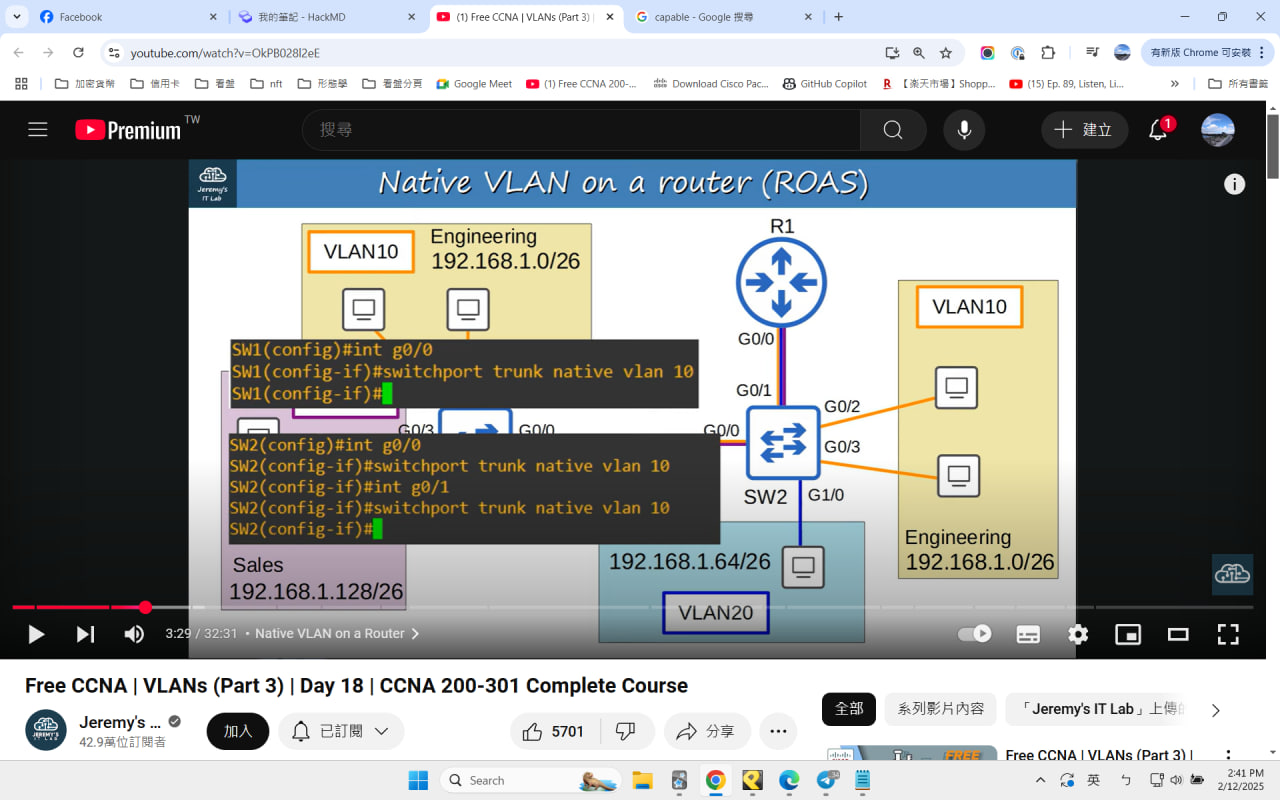 Facebook
我的筆記 - HackMD
(1) Free CCNA | VLANs (Part 3) |
capable - Google 搜尋
youtube.com/watch?v=OkPB028l2eE
有新版 Chrome 可安裝
加密貨幣
信用卡
看盤
nft
形態學
看盤分頁
Google Meet
(1) Free CCNA 200-...
Download Cisco Pac...
GitHub Copilot
【楽天市場】Shopp...
(15) Ep. 89, Listen, Li...
所有書籤
Premium TW
搜尋
建立
1
Jeremy's
IT Lab
Native VLAN on a router (ROAS)
VLAN10
Engineering
192.168.1.0/26
R1
G0/0
G0/1
VLAN10
SW1(config)#int g0/0
SW1(config-if)#switchport trunk native vlan 10
SW1(config-if)#
G0/3
G0/0
G0/0
G0/2
G0/3
SW2(config)#int g0/0
SW2(config-if)#switchport trunk native vlan 10
SW2(config-if)#int g0/1
SW2(config-if)#switchport trunk native vlan 10
SW2(config-if)#
SW2
G1/0
Sales
192.168.1.128/26
192.168.1.64/26
VLAN20
Engineering
192.168.1.0/26
3:29 / 32:31 • Native VLAN on a Router
Free CCNA | VLANs (Part 3) | Day 18 | CCNA 200-301 Complete Course
Jeremy's ...
42.9萬位訂閱者
加入
已訂閱
5701
分享
全部
系列影片內容
「Jeremy's IT Lab」上傳的
Free CCNA | VLANs (Part 3) |
Search
英
2:41 PM
2/12/2025